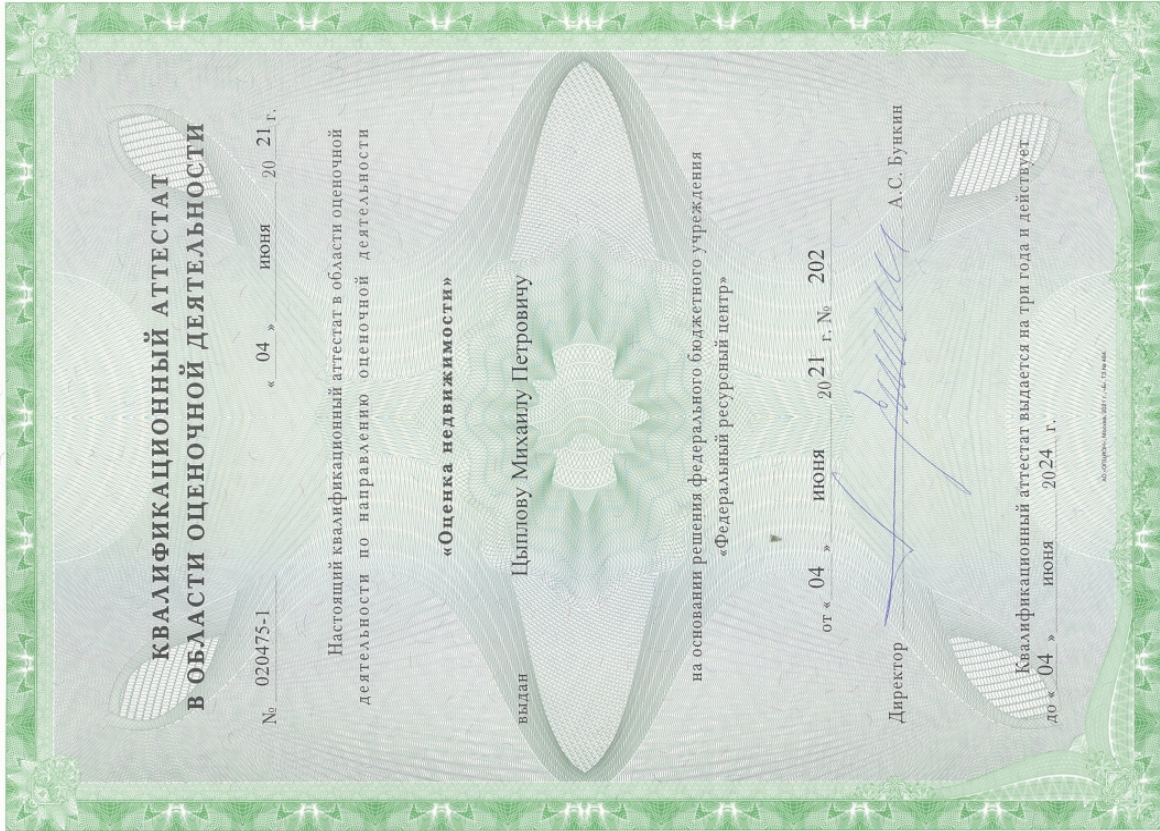 КВАЛИФИКАЦИОННЫЙ АТТЕСТАТ
В ОБЛАСТИ ОЦЕНОЧНОЙ ДЕЯТЕЛЬНОСТИ
№ 020475-1 « 04 » июня 20 21 г.
Настоящий квалификационный аттестат в области оценочной
деятельности по направлению оценочной деятельности
«Оценка недвижимости»
выдан Цыплову Михаилу Петровичу
на основании решения федерального бюджетного учреждения
«Федеральный ресурсный центр»
от « 04 » июня 20 21 г. № 202
Директор А.С. Бункин
Квалификационный аттестат выдается на три года и действует
до « 04 » июня 2024 г.